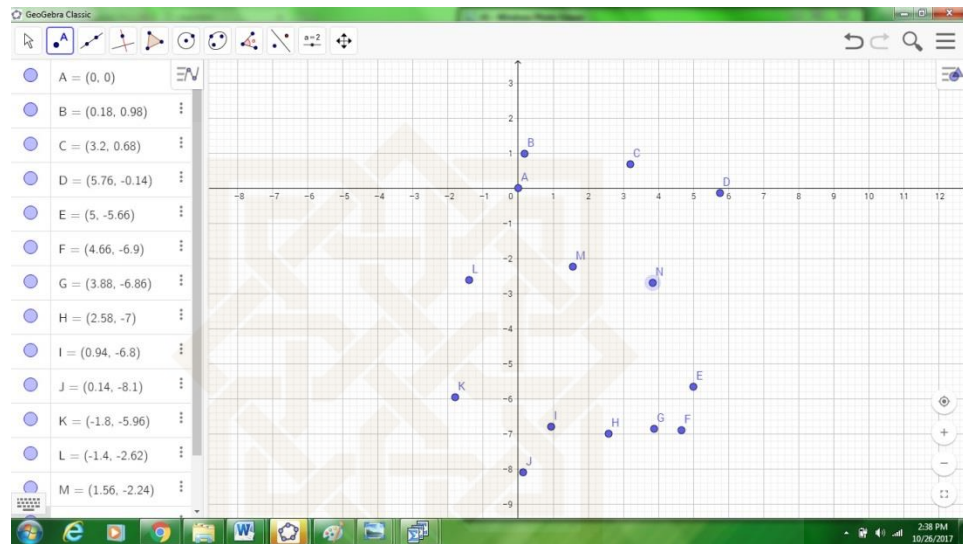 GeoGebra Classic
A
a=2
A = (0, 0)
B = (0.18, 0.98)
C = (3.2, 0.68)
D = (5.76, -0.14)
E = (5, -5.66)
F = (4.66, -6.9)
G = (3.88, -6.86)
H = (2.58, -7)
I = (0.94, -6.8)
J = (0.14, -8.1)
K = (-1.8, -5.96)
L = (-1.4, -2.62)
M = (1.56, -2.24)
3
2
1
B
C
A
D
-8 -7 -6 -5 -4 -3 -2 -1 0 1 2 3 4 5 6 7 8 9 10 11 12
-1
-2
M
L
N
-3
-4
-5
E
K
-6
I
H
G
F
-7
J
-8
-9
2:38 PM
10/26/2017